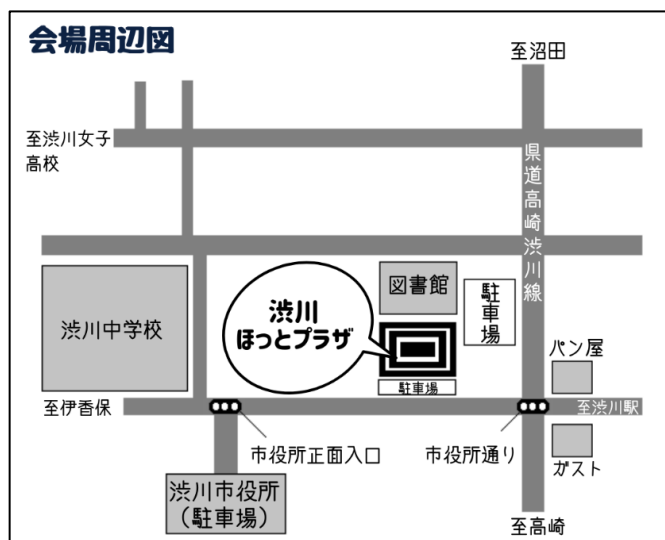 会場周辺図
至沼田
至渋川女子
高校
県道高崎渋川線
図書館
駐車場
渋川
ほっとプラザ
渋川中学校
パン屋
駐車場
至伊香保
至渋川駅
市役所正面入口
市役所通り
ガスト
渋川市役所
(駐車場)
至高崎